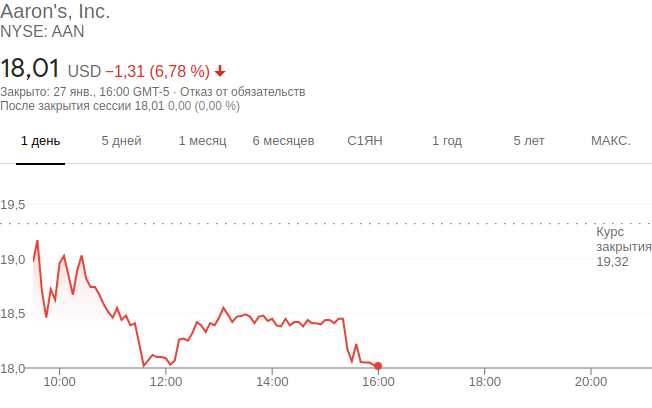 Aaron's, Inc.
NYSE: AAN
18,01 USD −1,31 (6,78 %)
Закрыто: 27 янв., 16:00 GMT-5 · Отказ от обязательств
После закрытия сессии 18,01 0,00 (0,00 %)
1 день 5 дней 1 месяц 6 месяцев С1ЯН 1 год 5 лет МАКС.
19,5
Курс
закрытия
19,32
19,0
18,5
18,0
10:00 12:00 14:00 16:00 18:00 20:00